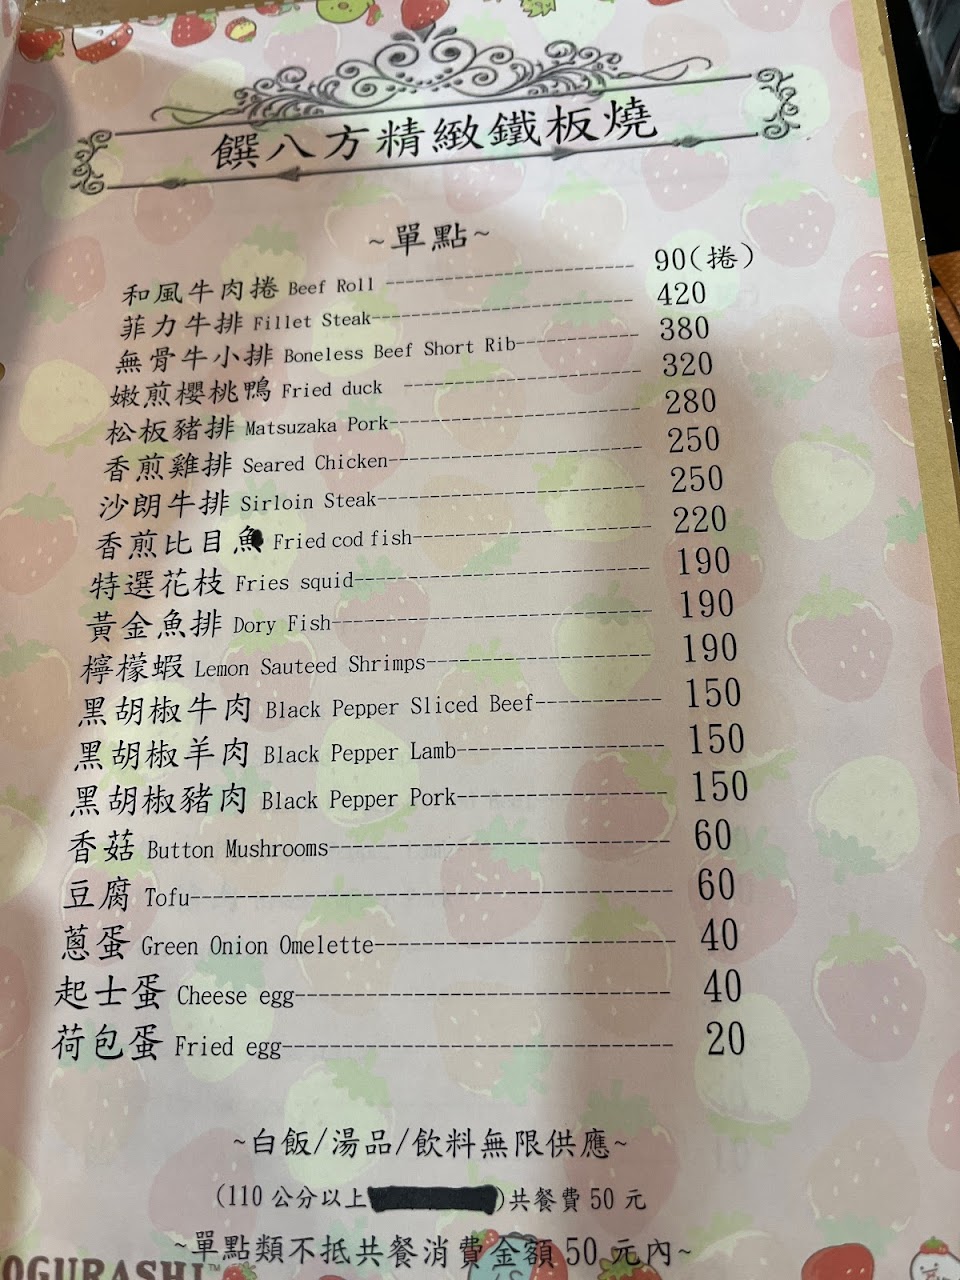 饌八方精緻鐵板燒
~單點~
和風牛肉捲 Beef Roll ---------------- 90(捲)
菲力牛排 Fillet Steak---------------- 420
無骨牛小排 Boneless Beef Short Rib---------------- 380
嫩煎櫻桃鴨 Fried duck ---------------- 320
松板豬排 Matsuzaka Pork---------------- 280
香煎雞排 Seared Chicken---------------- 250
沙朗牛排 Sirloin Steak---------------- 250
香煎比目魚 Fried cod fish---------------- 220
特選花枝 Fries squid---------------- 190
黃金魚排 Dory Fish---------------- 190
檸檬蝦 Lemon Sauteed Shrimps---------------- 190
黑胡椒牛肉 Black Pepper Sliced Beef---------------- 150
黑胡椒羊肉 Black Pepper Lamb---------------- 150
黑胡椒豬肉 Black Pepper Pork---------------- 150
香菇 Button Mushrooms---------------- 60
豆腐 Tofu---------------- 60
蔥蛋 Green Onion Omelette---------------- 40
起士蛋 Cheese egg---------------- 40
荷包蛋 Fried egg---------------- 20
~白飯/湯品/飲料無限供應~
(110 公分以上)共餐費 50 元
~單點類不抵共餐消費金額 50 元內~
OGURASHI™